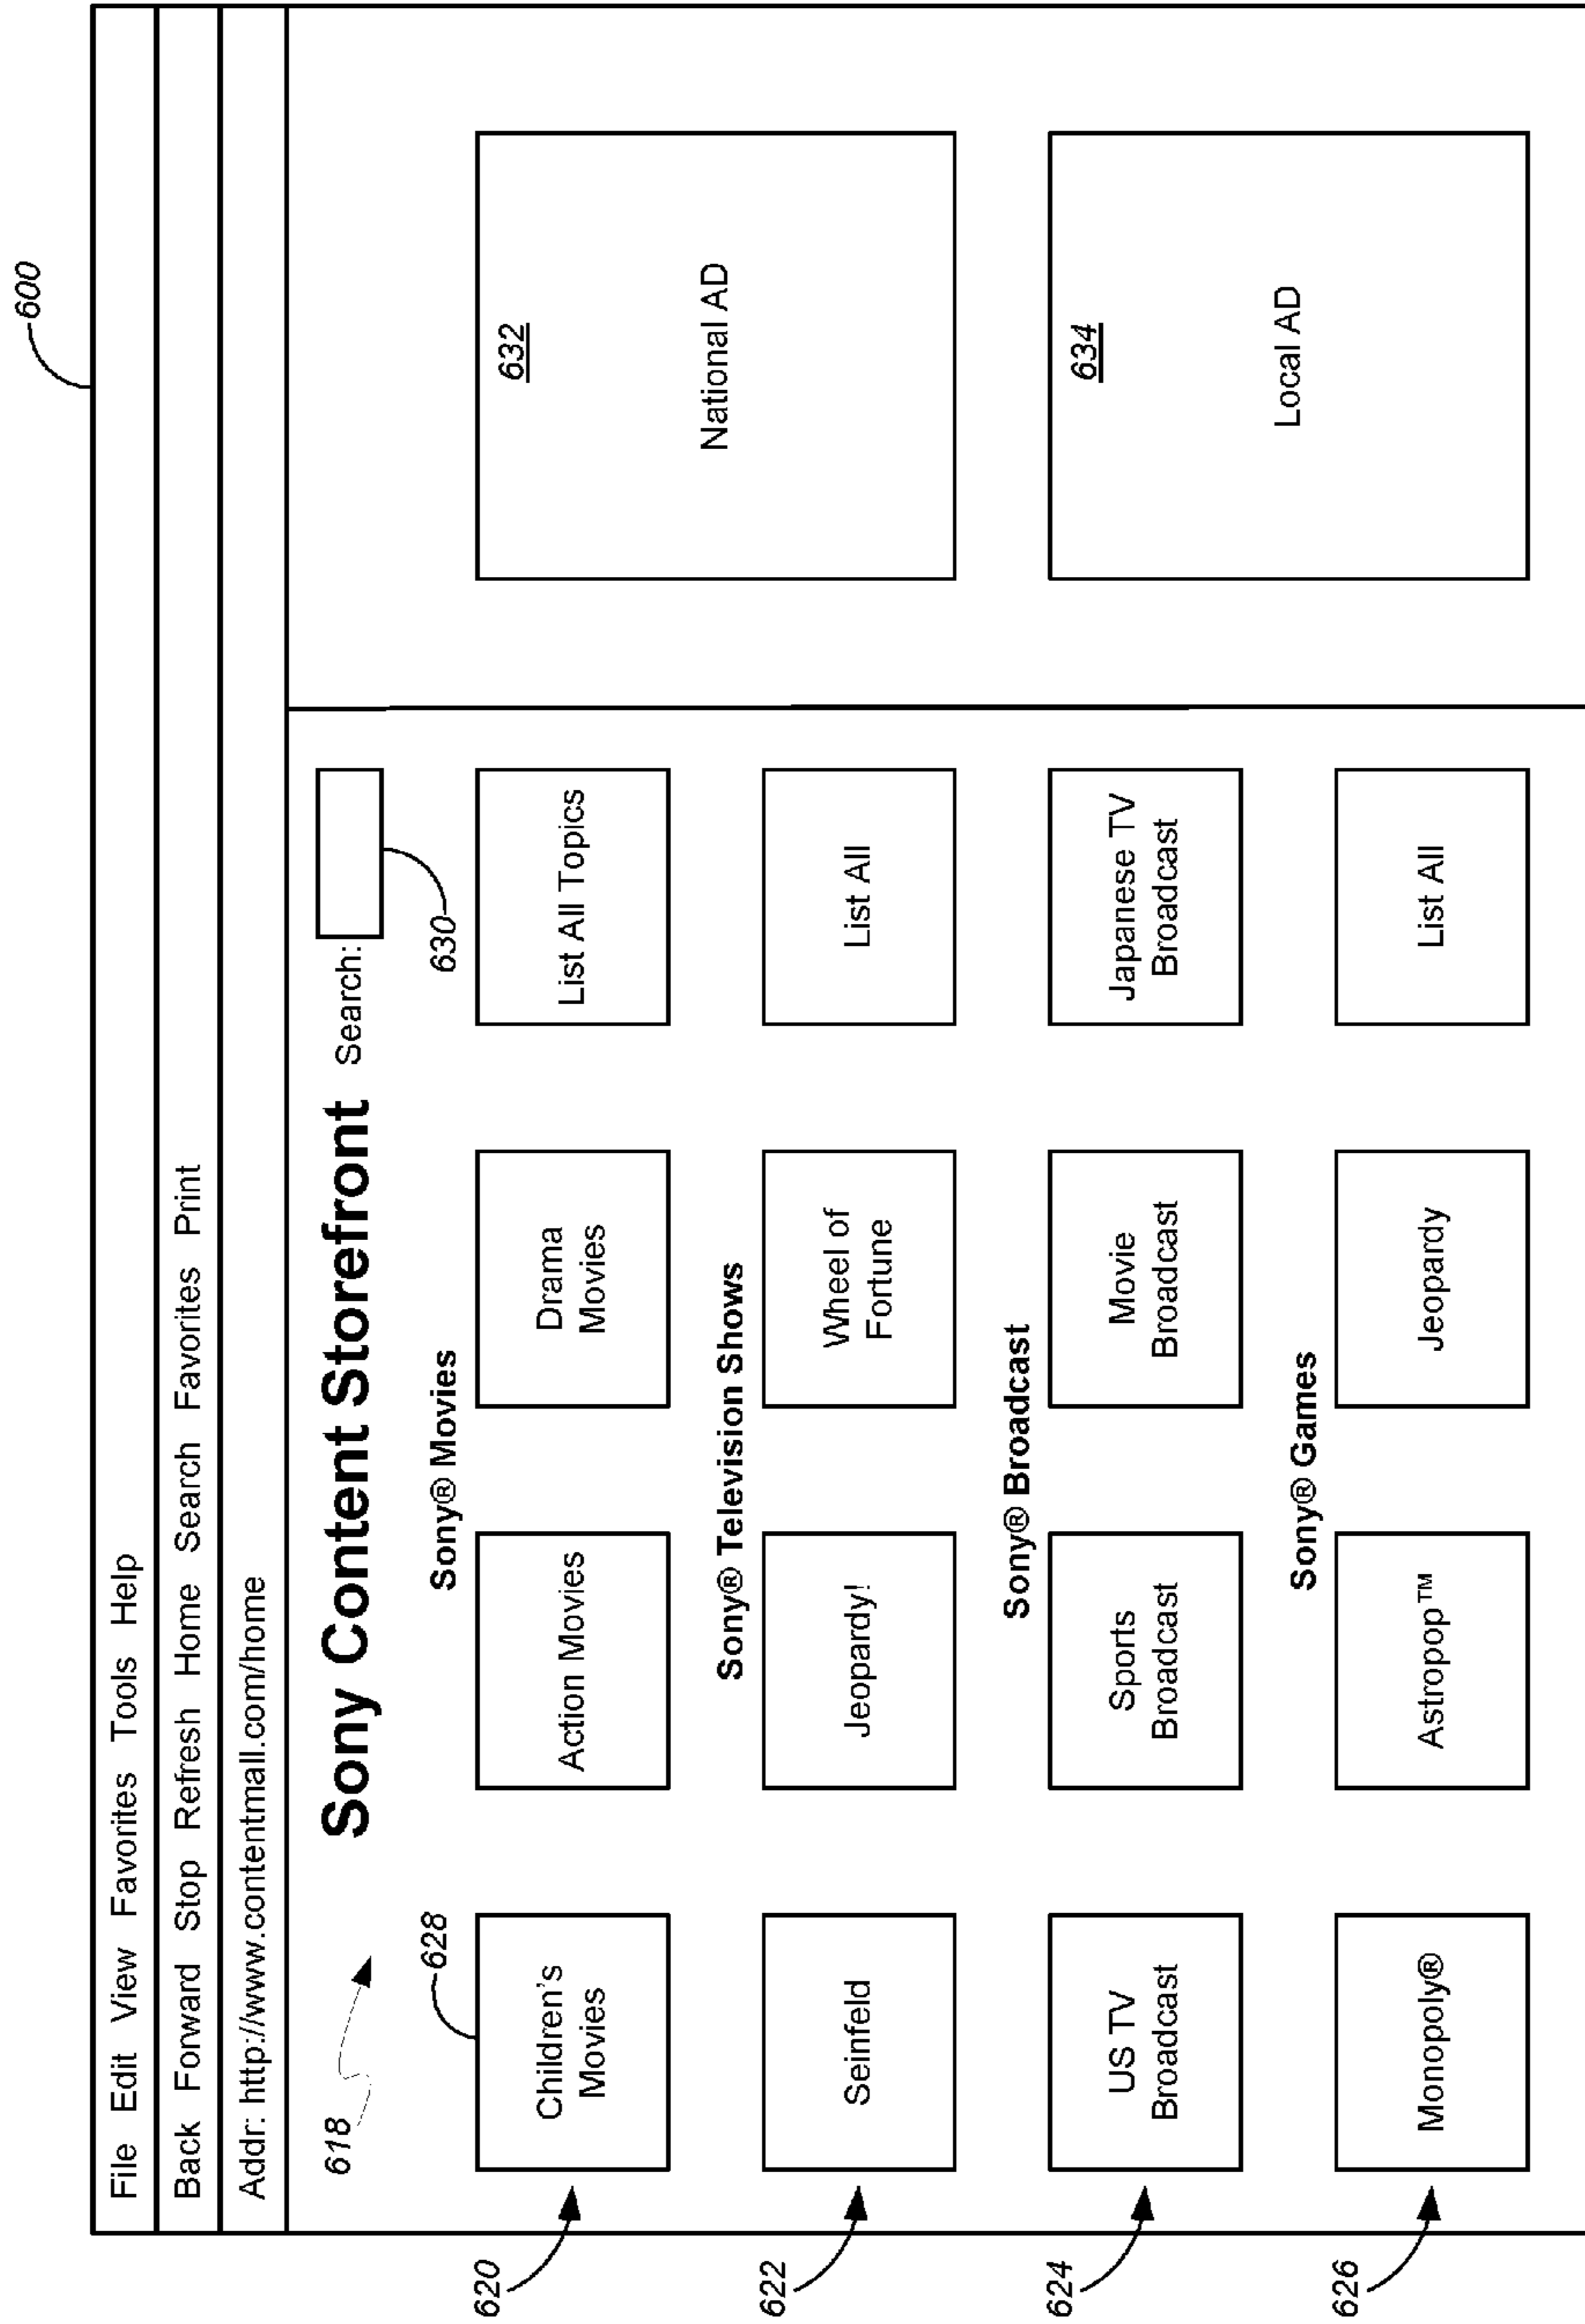 600
File Edit View Favorites Tools Help
Back Forward Stop Refresh Home Search Favorites Print
Addr: http://www.contentmall.com/home
618
Sony Content Storefront
Search:
630
628
Sony® Movies
620
Children's
Movies
Action Movies
Drama
Movies
List All Topics
632
National AD
Sony® Television Shows
622
Seinfeld
Jeopardy!
Wheel of
Fortune
List All
Sony® Broadcast
624
US TV
Broadcast
Sports
Broadcast
Movie
Broadcast
Japanese TV
Broadcast
634
Local AD
Sony® Games
626
Monopoly®
Astropop™
Jeopardy
List All